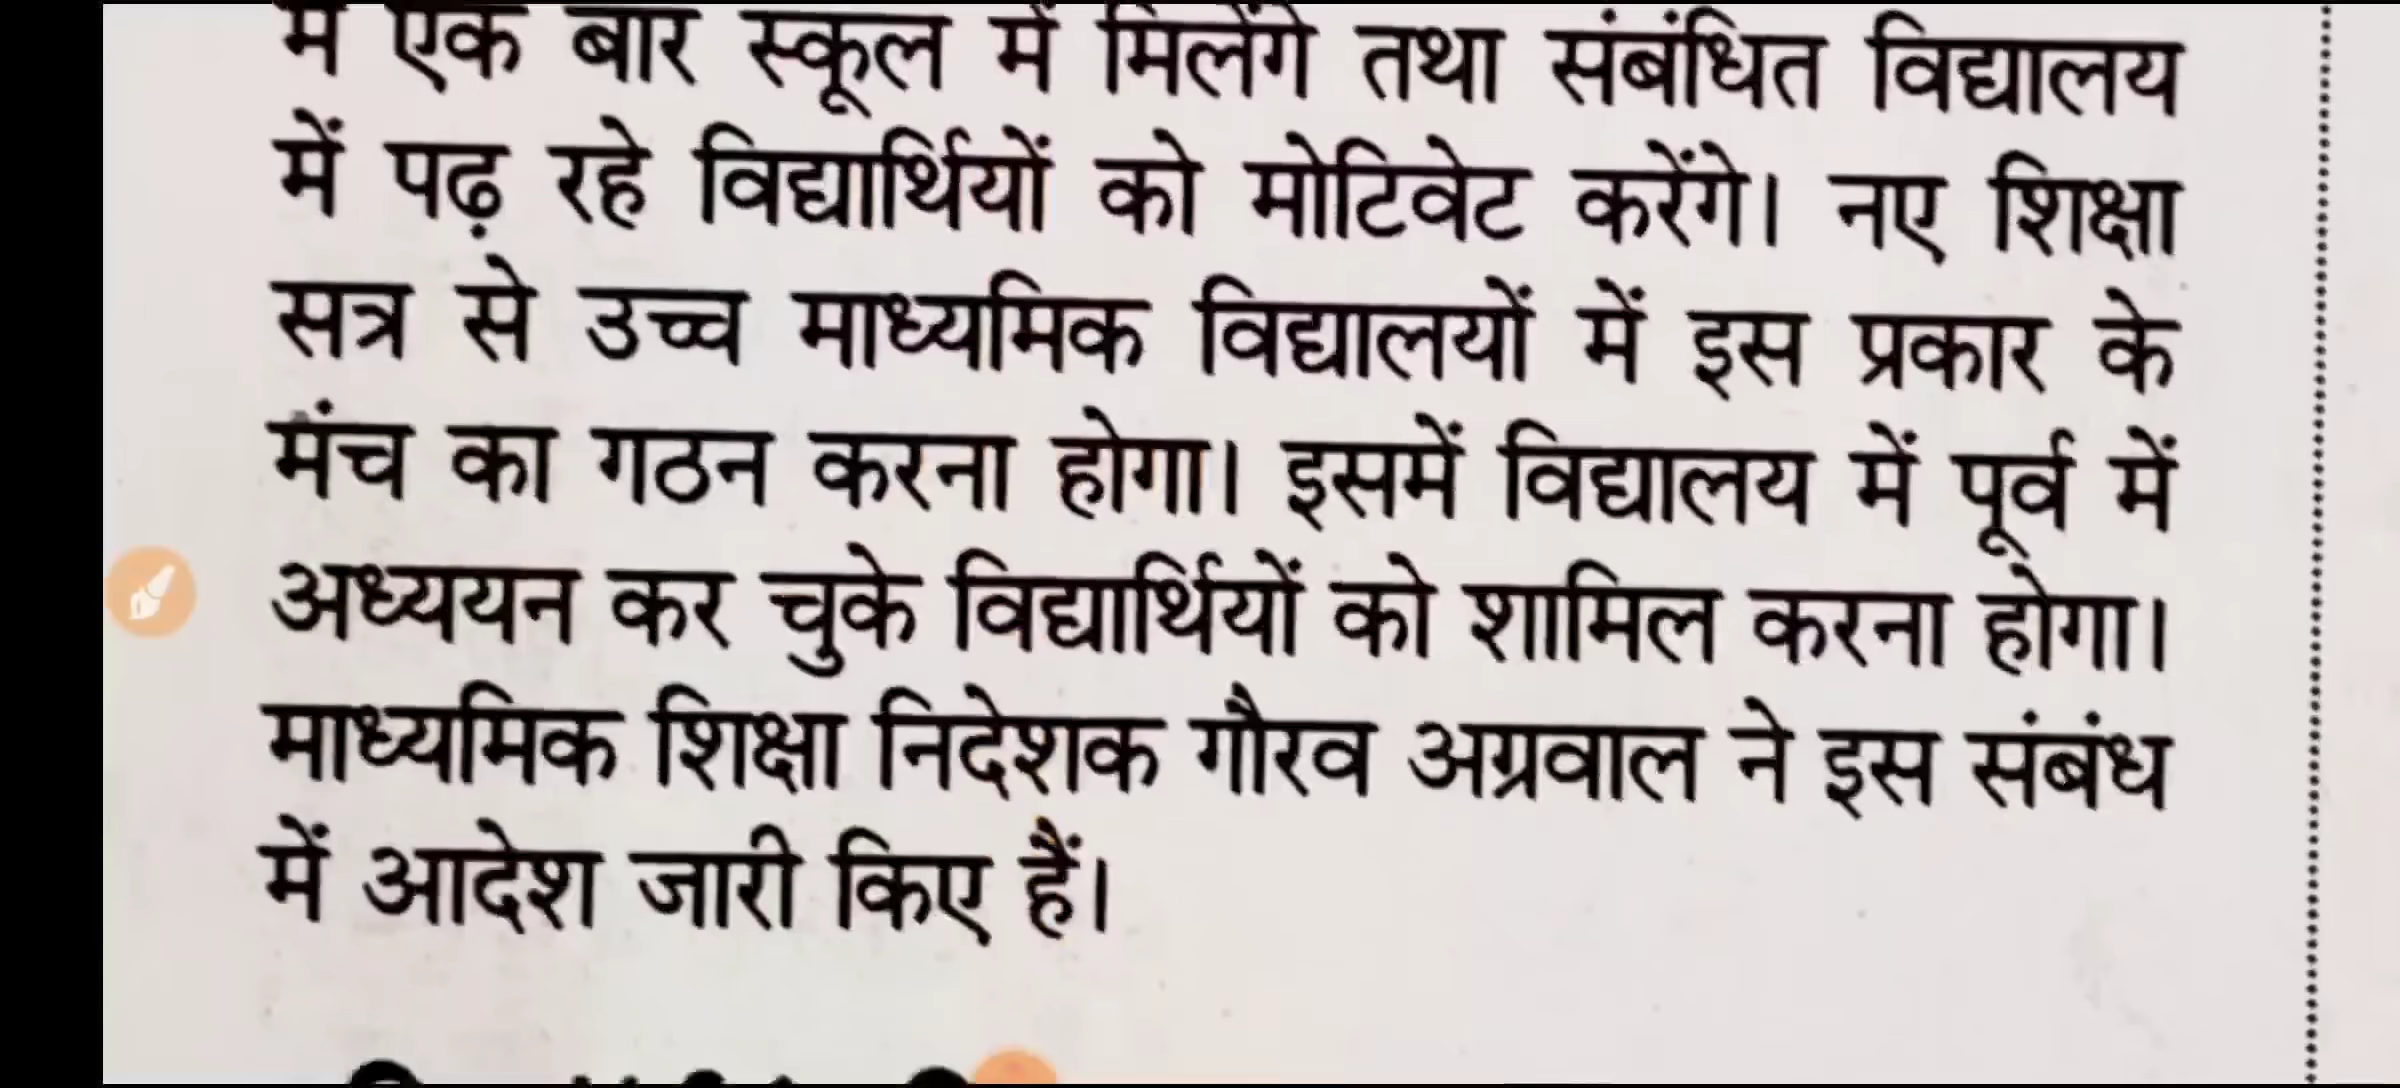 में एक बार स्कूल में मिलेंगे तथा संबंधित विद्यालय
में पढ़ रहे विद्यार्थियों को मोटिवेट करेंगे। नए शिक्षा
सत्र से उच्च माध्यमिक विद्यालयों में इस प्रकार के
मंच का गठन करना होगा। इसमें विद्यालय में पूर्व में
अध्ययन कर चुके विद्यार्थियों को शामिल करना होगा।
माध्यमिक शिक्षा निदेशक गौरव अग्रवाल ने इस संबंध
में आदेश जारी किए हैं।